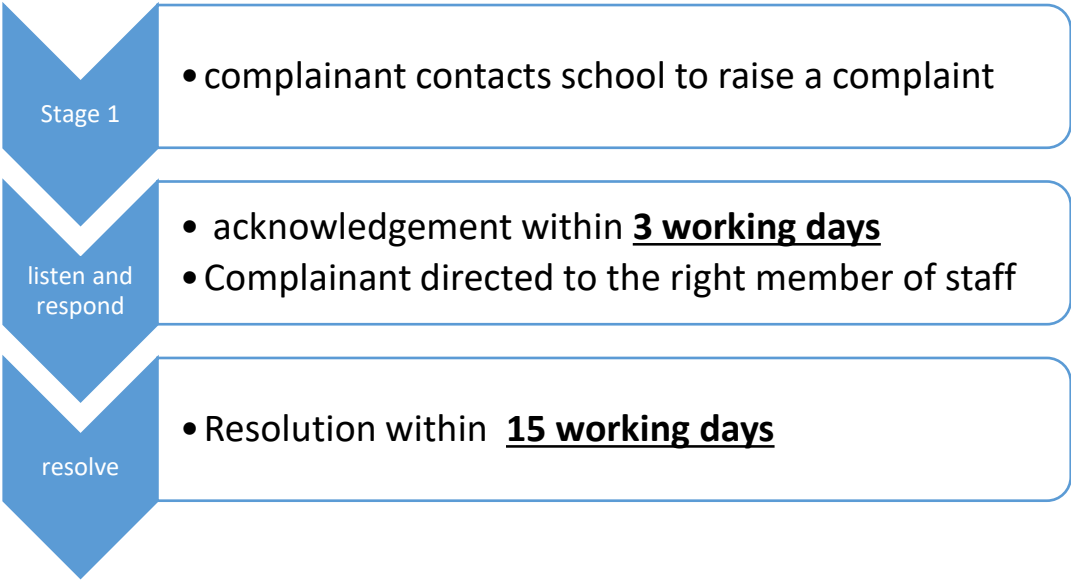 Stage 1
•complainant contacts school to raise a complaint
listen and
respond
• acknowledgement within 3 working days
•Complainant directed to the right member of staff
resolve
•Resolution within 15 working days